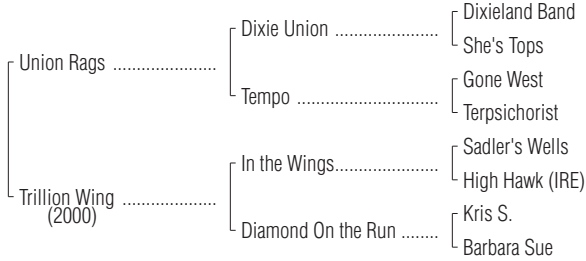 Dixieland Band
Dixie Union ........................
She's Tops
Union Rags ........................
Gone West
Tempo ................................
Terpsichorist
Sadler's Wells
In the Wings........................
High Hawk (IRE)
Trillion Wing ......................
(2000)
Kris S.
Diamond On the Run .........
Barbara Sue